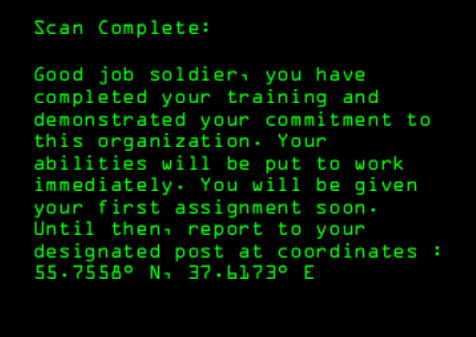 Scan Complete:
Good job soldier, you have
completed your training and
demonstrated your commitment to
this organization. Your
abilities will be put to work
immediately. You will be given
your first assignment soon.
Until then, report to your
designated post at coordinates :
55.7558° N, 37.6173° E